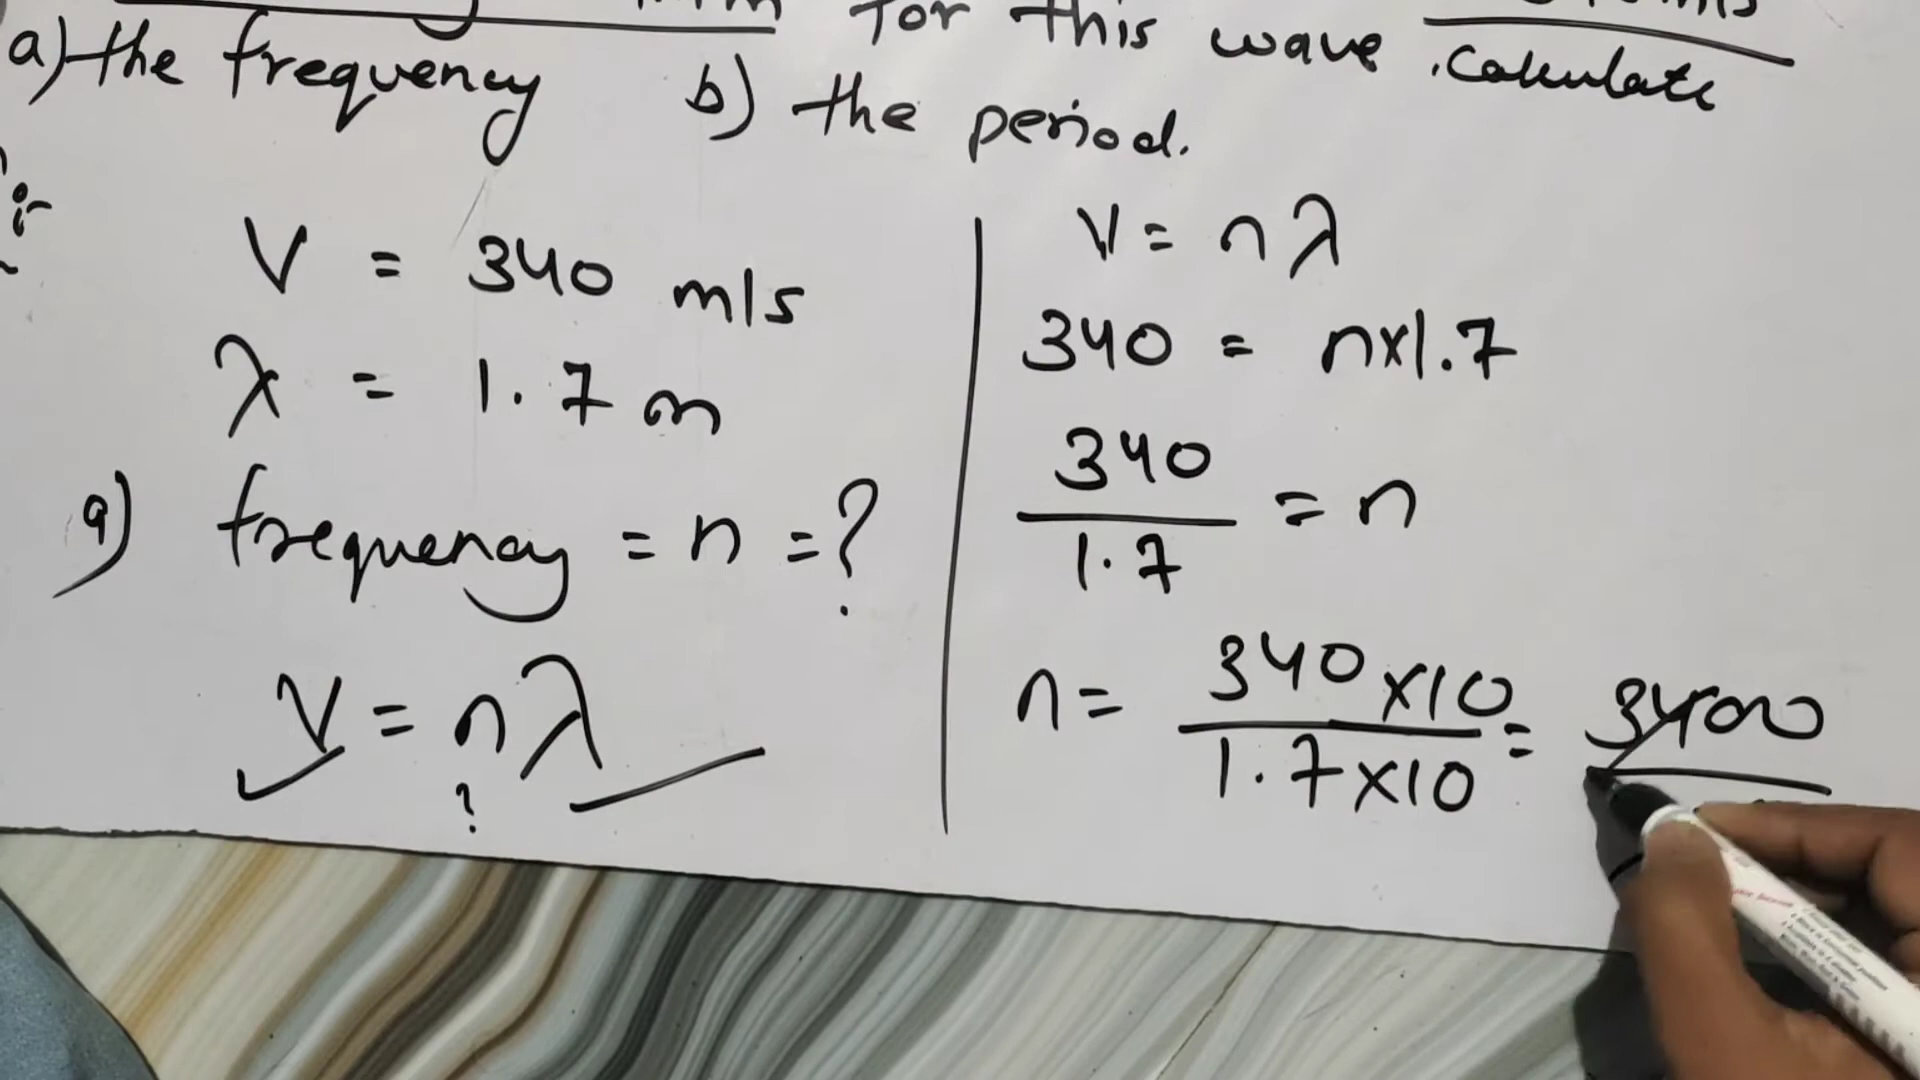 for this wave . Calculate
a) the frequency b) the period.
V = 340 m/s
λ = 1.7 m
a) frequency = n = ?
V = nλ
?
V = nλ
340 = n×1.7
340
1.7
= n
n = 340×10 = 3400
1.7×10